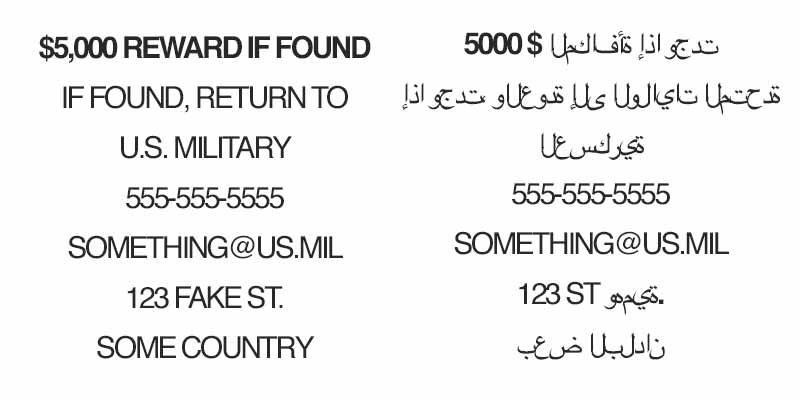 $5,000 REWARD IF FOUND
IF FOUND, RETURN TO
U.S. MILITARY
555-555-5555
SOMETHING@US.MIL
123 FAKE ST.
SOME COUNTRY
5000 $ المكافأة إذا وجدت
إذا وجدت، والعودة إلى الولايات المتحدة
العسكرية
555-555-5555
SOMETHING@US.MIL
123 ST وهمية.
بعض البلدان